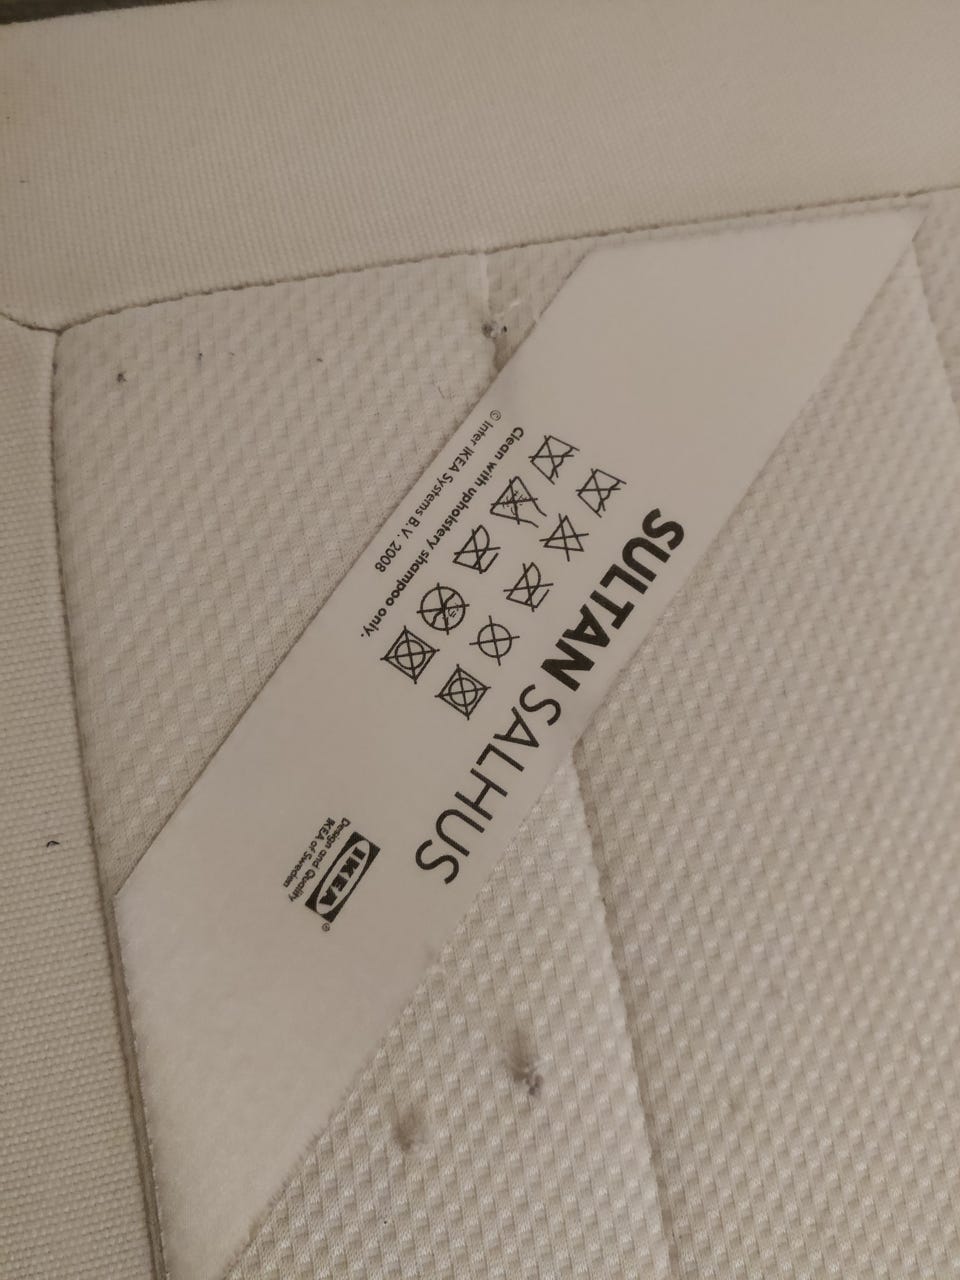 SULTAN SALHUS
Clean with upholstery shampoo only.
© Inter IKEA Systems B.V. 2008
IKEA®
Design and Quality
IKEA of Sweden